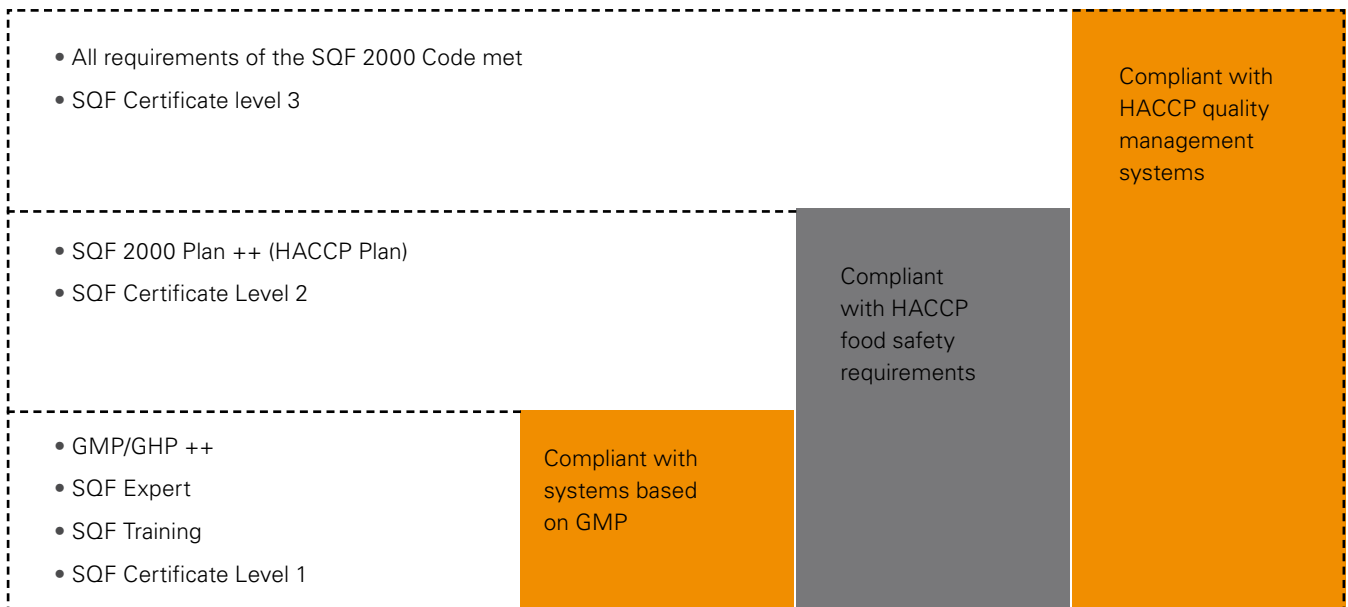 • All requirements of the SQF 2000 Code met
• SQF Certificate level 3
Compliant with
HACCP quality
management
systems
• SQF 2000 Plan ++ (HACCP Plan)
• SQF Certificate Level 2
Compliant
with HACCP
food safety
requirements
• GMP/GHP ++
• SQF Expert
• SQF Training
• SQF Certificate Level 1
Compliant with
systems based
on GMP